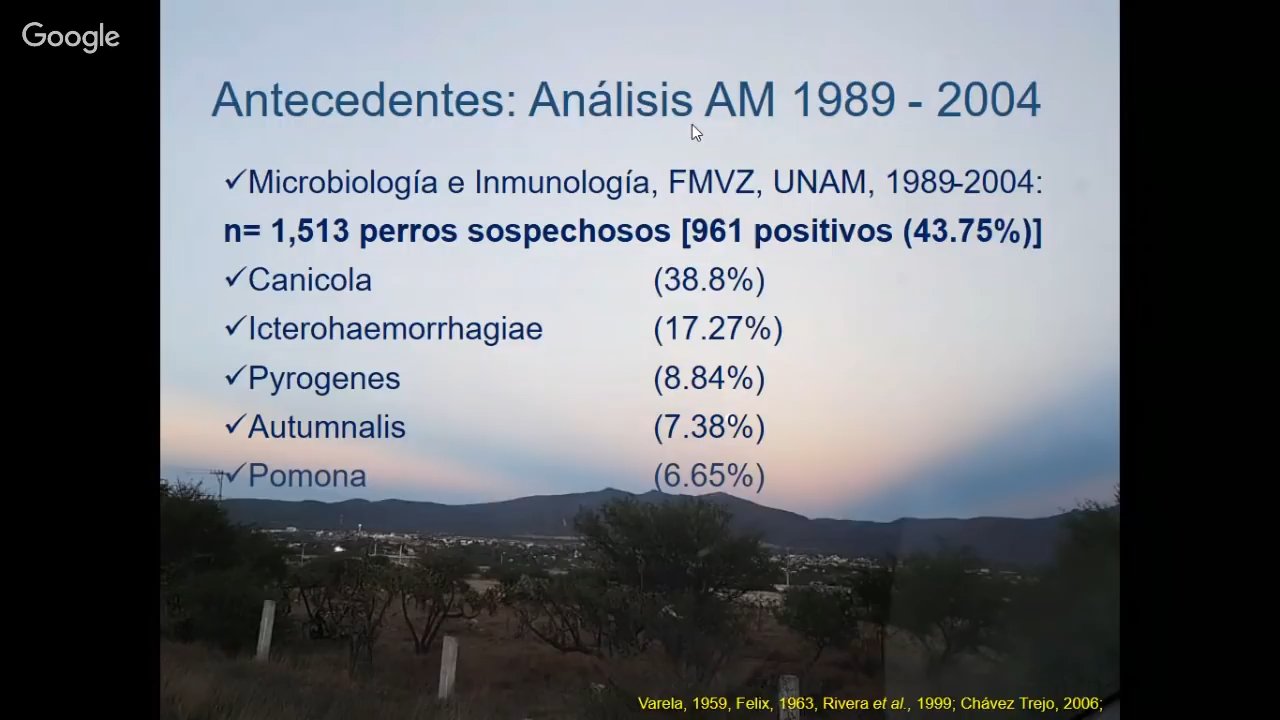 Google
Antecedentes: Análisis AM 1989 - 2004
✓Microbiología e Inmunología, FMVZ, UNAM, 1989-2004:
n= 1,513 perros sospechosos [961 positivos (43.75%)]
✓Canicola (38.8%)
✓Icterohaemorrhagiae (17.27%)
✓Pyrogenes (8.84%)
✓Autumnalis (7.38%)
✓Pomona (6.65%)
Varela, 1959, Felix, 1963, Rivera et al., 1999; Chávez Trejo, 2006;